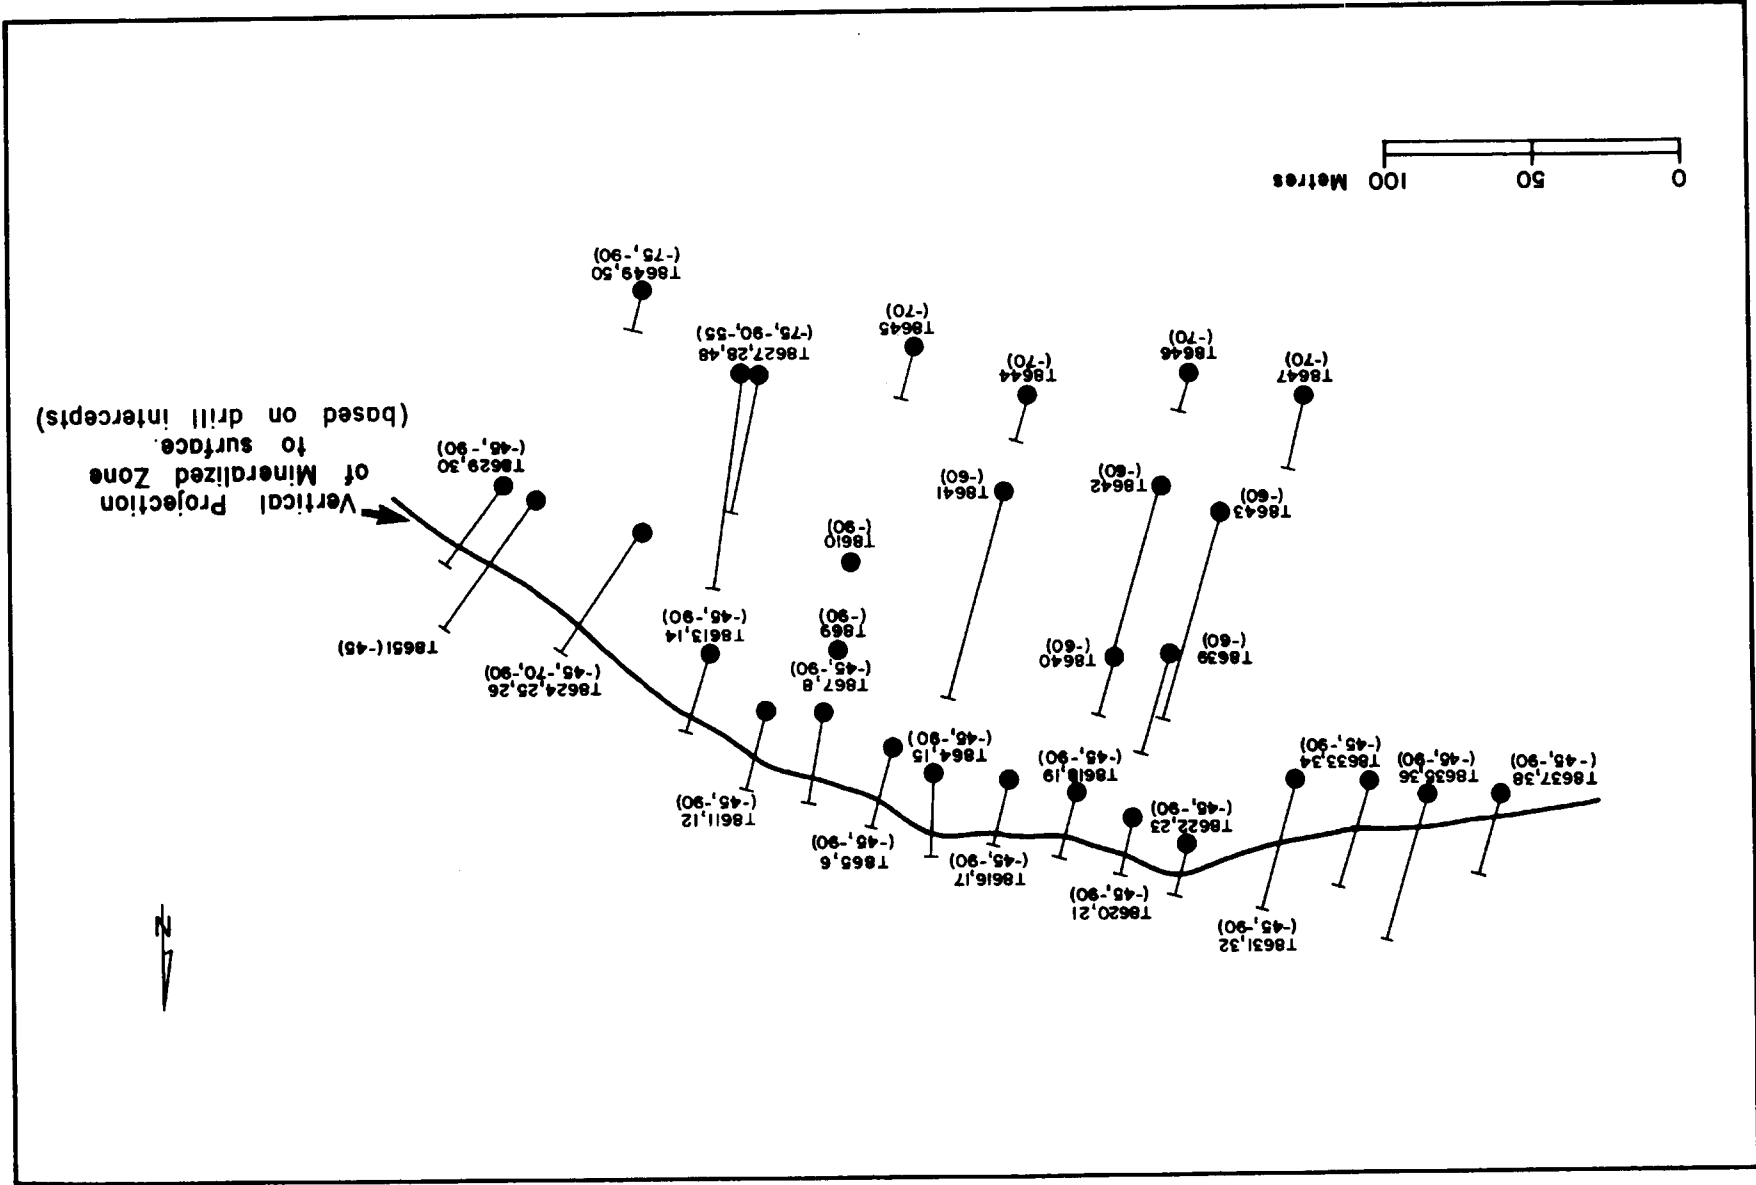 N
T8631,32
(-45,-90)
T8620,21
(-45,-90)
T8616,17
(-45,-90)
T865,6
(-45,-90)
T8622,23
(-45,-90)
T8611,12
(-45,-90)
T8637,38
(-45,-90)
T8635,36
(-45,-90)
T8633,34
(-45,-90)
T8618,19
(-45,-90)
T864,15
(-45,-90)
T8624,25,26
(-45,-70,-90)
T867,8
(-45,-90)
T8639
(-60)
T8640
(-60)
T869
(-90)
T8613,14
(-45,-90)
T8651(-45)
T8610
(-90)
T8643
(-60)
T8642
(-60)
T8641
(-60)
Vertical Projection
of Mineralized Zone
to surface.
(based on drill intercepts)
T8629,30
(-45,-90)
T8647
(-70)
T8646
(-70)
T8644
(-70)
T8645
(-70)
T8627,28,48
(-75,-90,-55)
T8649,50
(-75,-90)
0 50 100 Metres